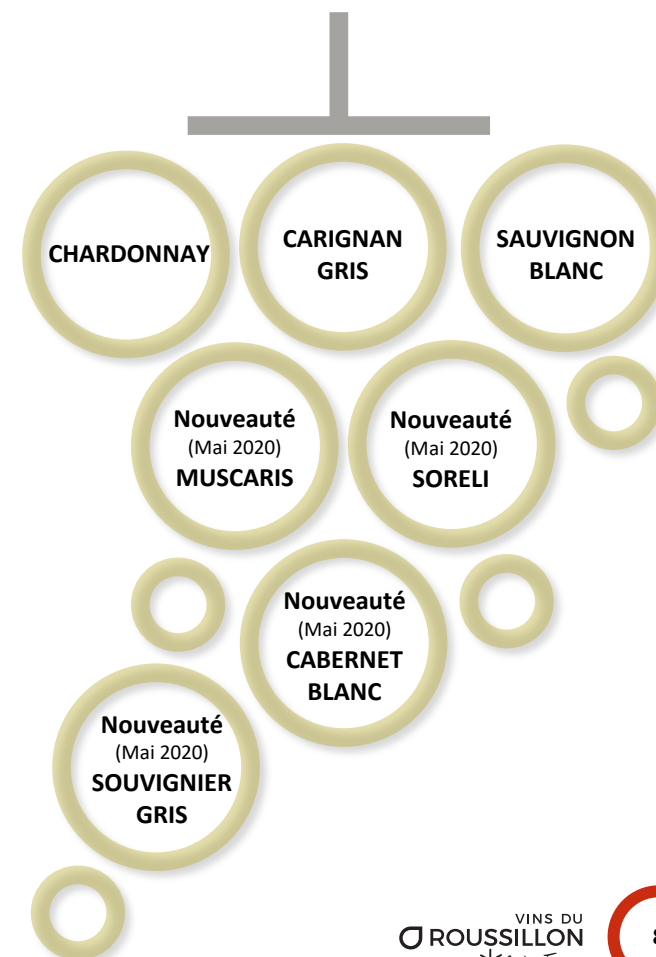 CHARDONNAY
CARIGNAN
GRIS
SAUVIGNON
BLANC
Nouveauté
(Mai 2020)
MUSCARIS
Nouveauté
(Mai 2020)
SORELI
Nouveauté
(Mai 2020)
CABERNET
BLANC
Nouveauté
(Mai 2020)
SOUVIGNIER
GRIS
VINS DU
ROUSSILLON